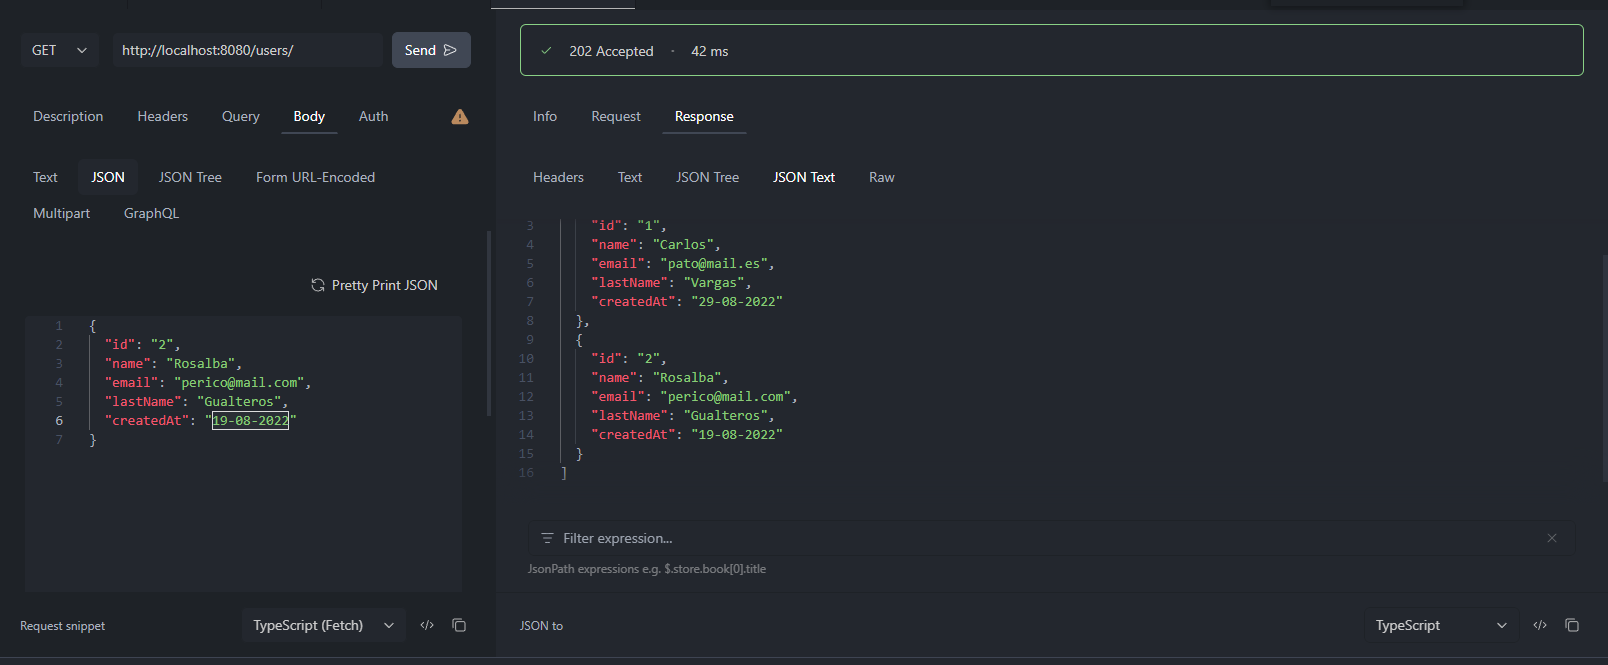 GET
http://localhost:8080/users/
Send
Description Headers Query Body Auth
Text JSON JSON Tree Form URL-Encoded
Multipart GraphQL
Pretty Print JSON
1 {
2 "id": "2",
3 "name": "Rosalba",
4 "email": "perico@mail.com",
5 "lastName": "Gualteros",
6 "createdAt": "19-08-2022"
7 }
Request snippet TypeScript (Fetch) </>
202 Accepted · 42 ms
Info Request Response
Headers Text JSON Tree JSON Text Raw
3 "id": "1",
4 "name": "Carlos",
5 "email": "pato@mail.es",
6 "lastName": "Vargas",
7 "createdAt": "29-08-2022"
8 },
9 {
10 "id": "2",
11 "name": "Rosalba",
12 "email": "perico@mail.com",
13 "lastName": "Gualteros",
14 "createdAt": "19-08-2022"
15 }
16 ]
Filter expression...
JsonPath expressions e.g. $.store.book[0].title
JSON to TypeScript </>